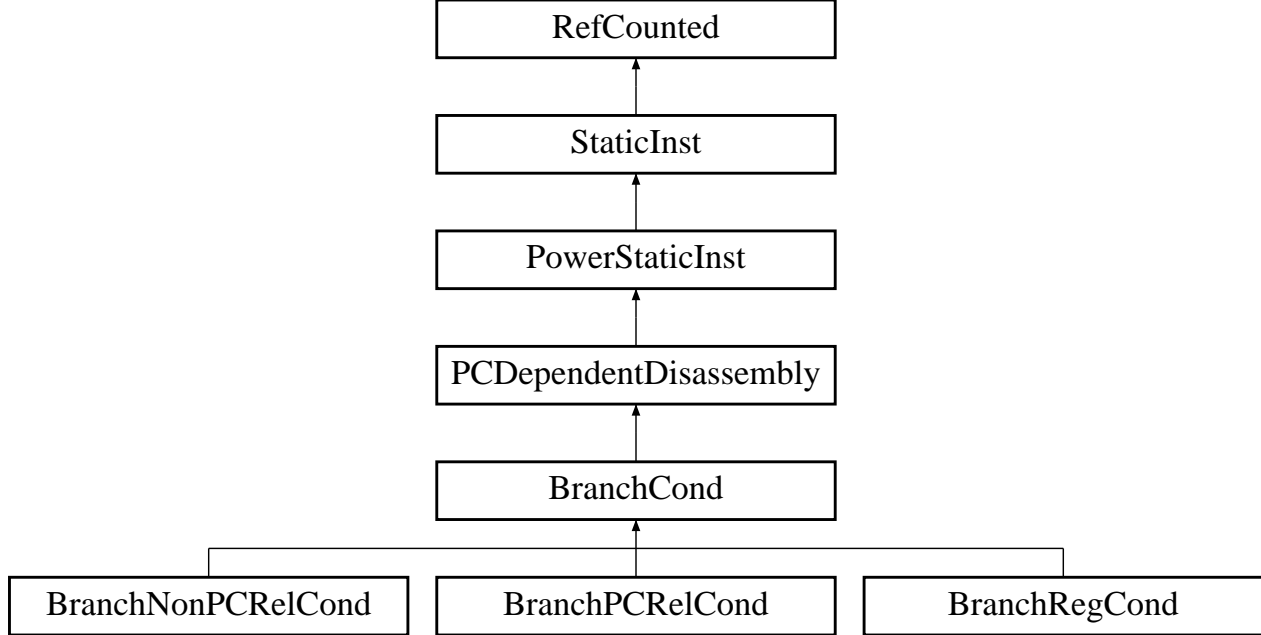 RefCounted
StaticInst
PowerStaticInst
PCDependentDisassembly
BranchCond
BranchNonPCRelCond
BranchPCRelCond
BranchRegCond